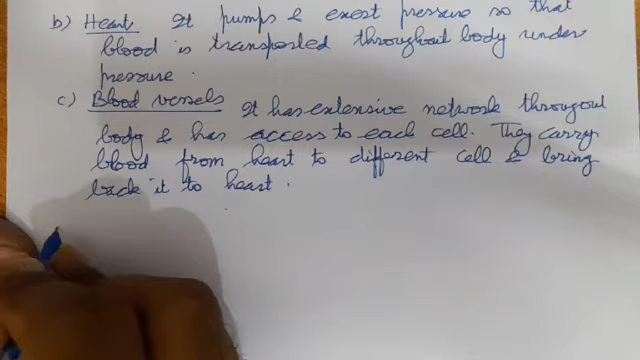 b) Heart It pumps & exert pressure so that
blood is transported throughout body under
pressure.
c) Blood vessels It has extensive network througout
body & has access to each cell. They carry
blood from heart to different cell & bring
back it to heart.